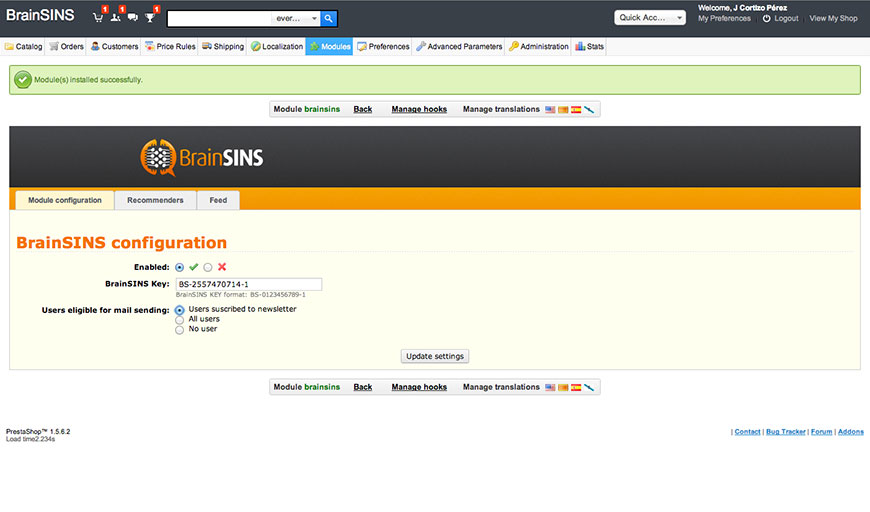 BrainSINS
1 1 1
ever...
Quick Acc...
Welcome, J Cortizo Pérez
My Preferences Logout View My Shop
Catalog Orders Customers Price Rules Shipping Localization Modules Preferences Advanced Parameters Administration Stats
Module(s) installed successfully.
Module brainsins Back Manage hooks Manage translations
BrainSINS
Module configuration Recommenders Feed
BrainSINS configuration
Enabled:
BrainSINS Key: BS-2557470714-1
BrainSINS KEY format: BS-0123456789-1
Users eligible for mail sending: Users suscribed to newsletter
All users
No user
Update settings
Module brainsins Back Manage hooks Manage translations
PrestaShop™ 1.5.6.2
Load time2.234s
| Contact | Bug Tracker | Forum | Addons